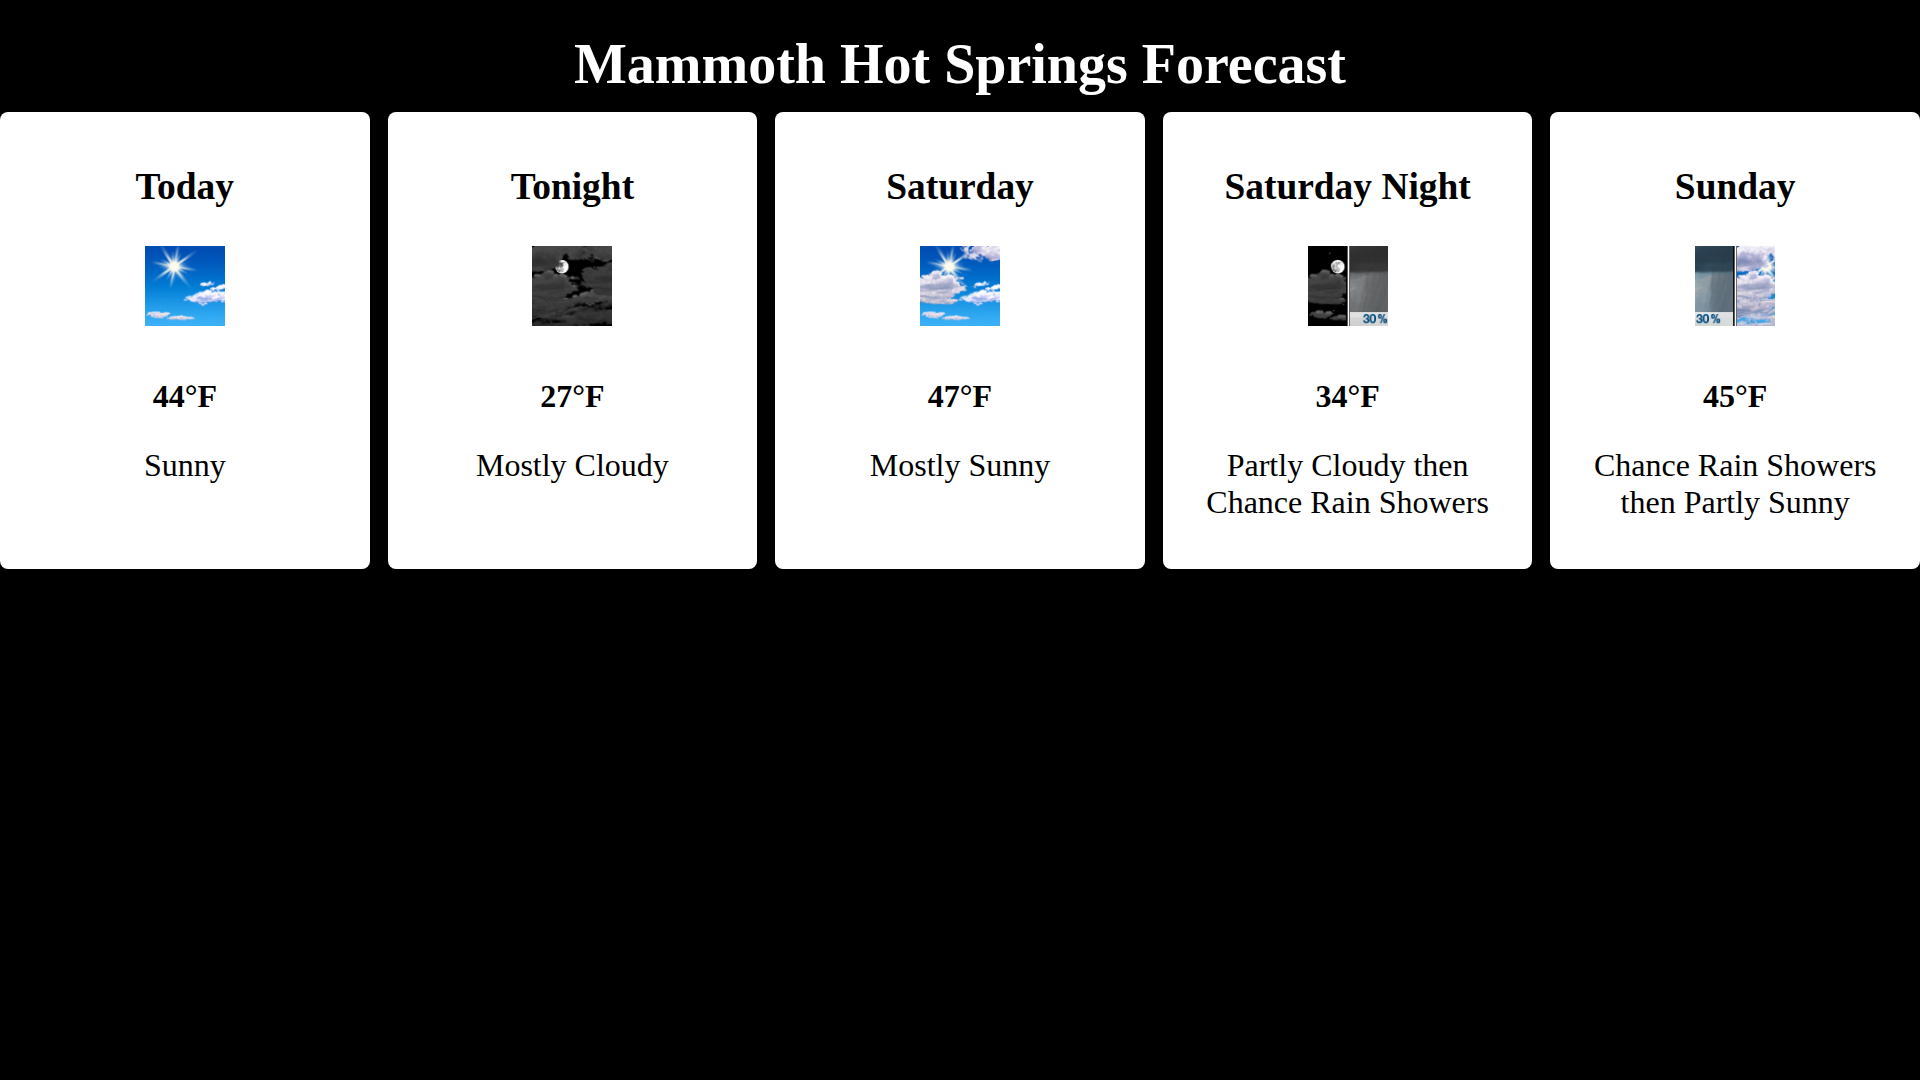 Mammoth Hot Springs Forecast
Today
44°F
Sunny
Tonight
27°F
Mostly Cloudy
Saturday
47°F
Mostly Sunny
Saturday Night
30%
34°F
Partly Cloudy then
Chance Rain Showers
Sunday
30%
45°F
Chance Rain Showers
then Partly Sunny